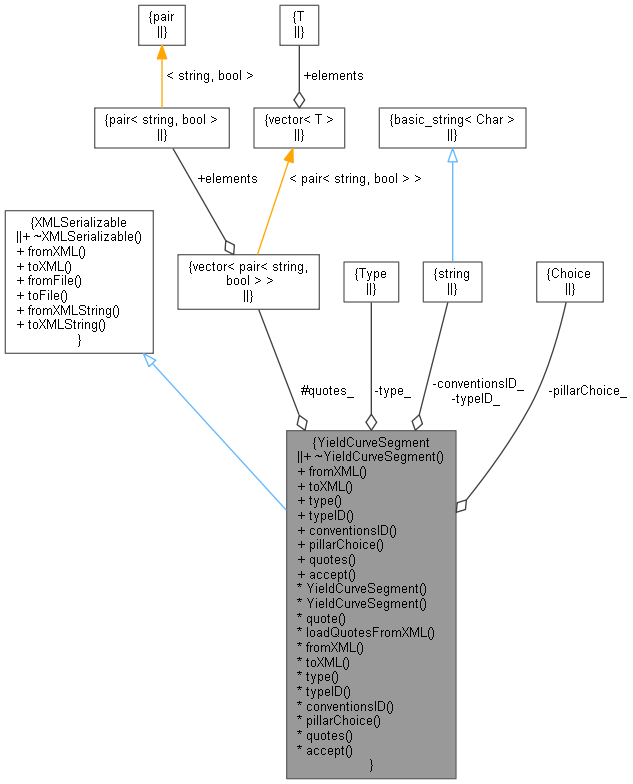 {pair
||}
{T
||}
< string, bool >
+elements
{pair< string, bool >
||}
{vector< T >
||}
{basic_string< Char >
||}
+elements
< pair< string, bool > >
{XMLSerializable
||+ ~XMLSerializable()
+ fromXML()
+ toXML()
+ fromFile()
+ toFile()
+ fromXMLString()
+ toXMLString()
}
{vector< pair< string,
bool > >
||}
{Type
||}
{string
||}
{Choice
||}
#quotes_
-type_
-conventionsID_
-typeID_
-pillarChoice_
{YieldCurveSegment
||+ ~YieldCurveSegment()
+ fromXML()
+ toXML()
+ type()
+ typeID()
+ conventionsID()
+ pillarChoice()
+ quotes()
+ accept()
* YieldCurveSegment()
* YieldCurveSegment()
* quote()
* loadQuotesFromXML()
* fromXML()
* toXML()
* type()
* typeID()
* conventionsID()
* pillarChoice()
* quotes()
* accept()
}